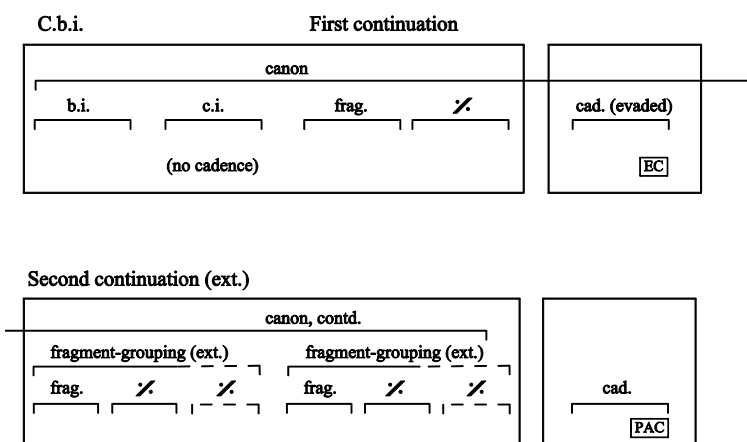 C.b.i. First continuation
canon
b.i. c.i. frag. ٪ cad. (evaded)
(no cadence) EC
Second continuation (ext.)
canon, contd.
fragment-grouping (ext.) fragment-grouping (ext.)
frag. ٪ ٪ frag. ٪ ٪ cad.
PAC